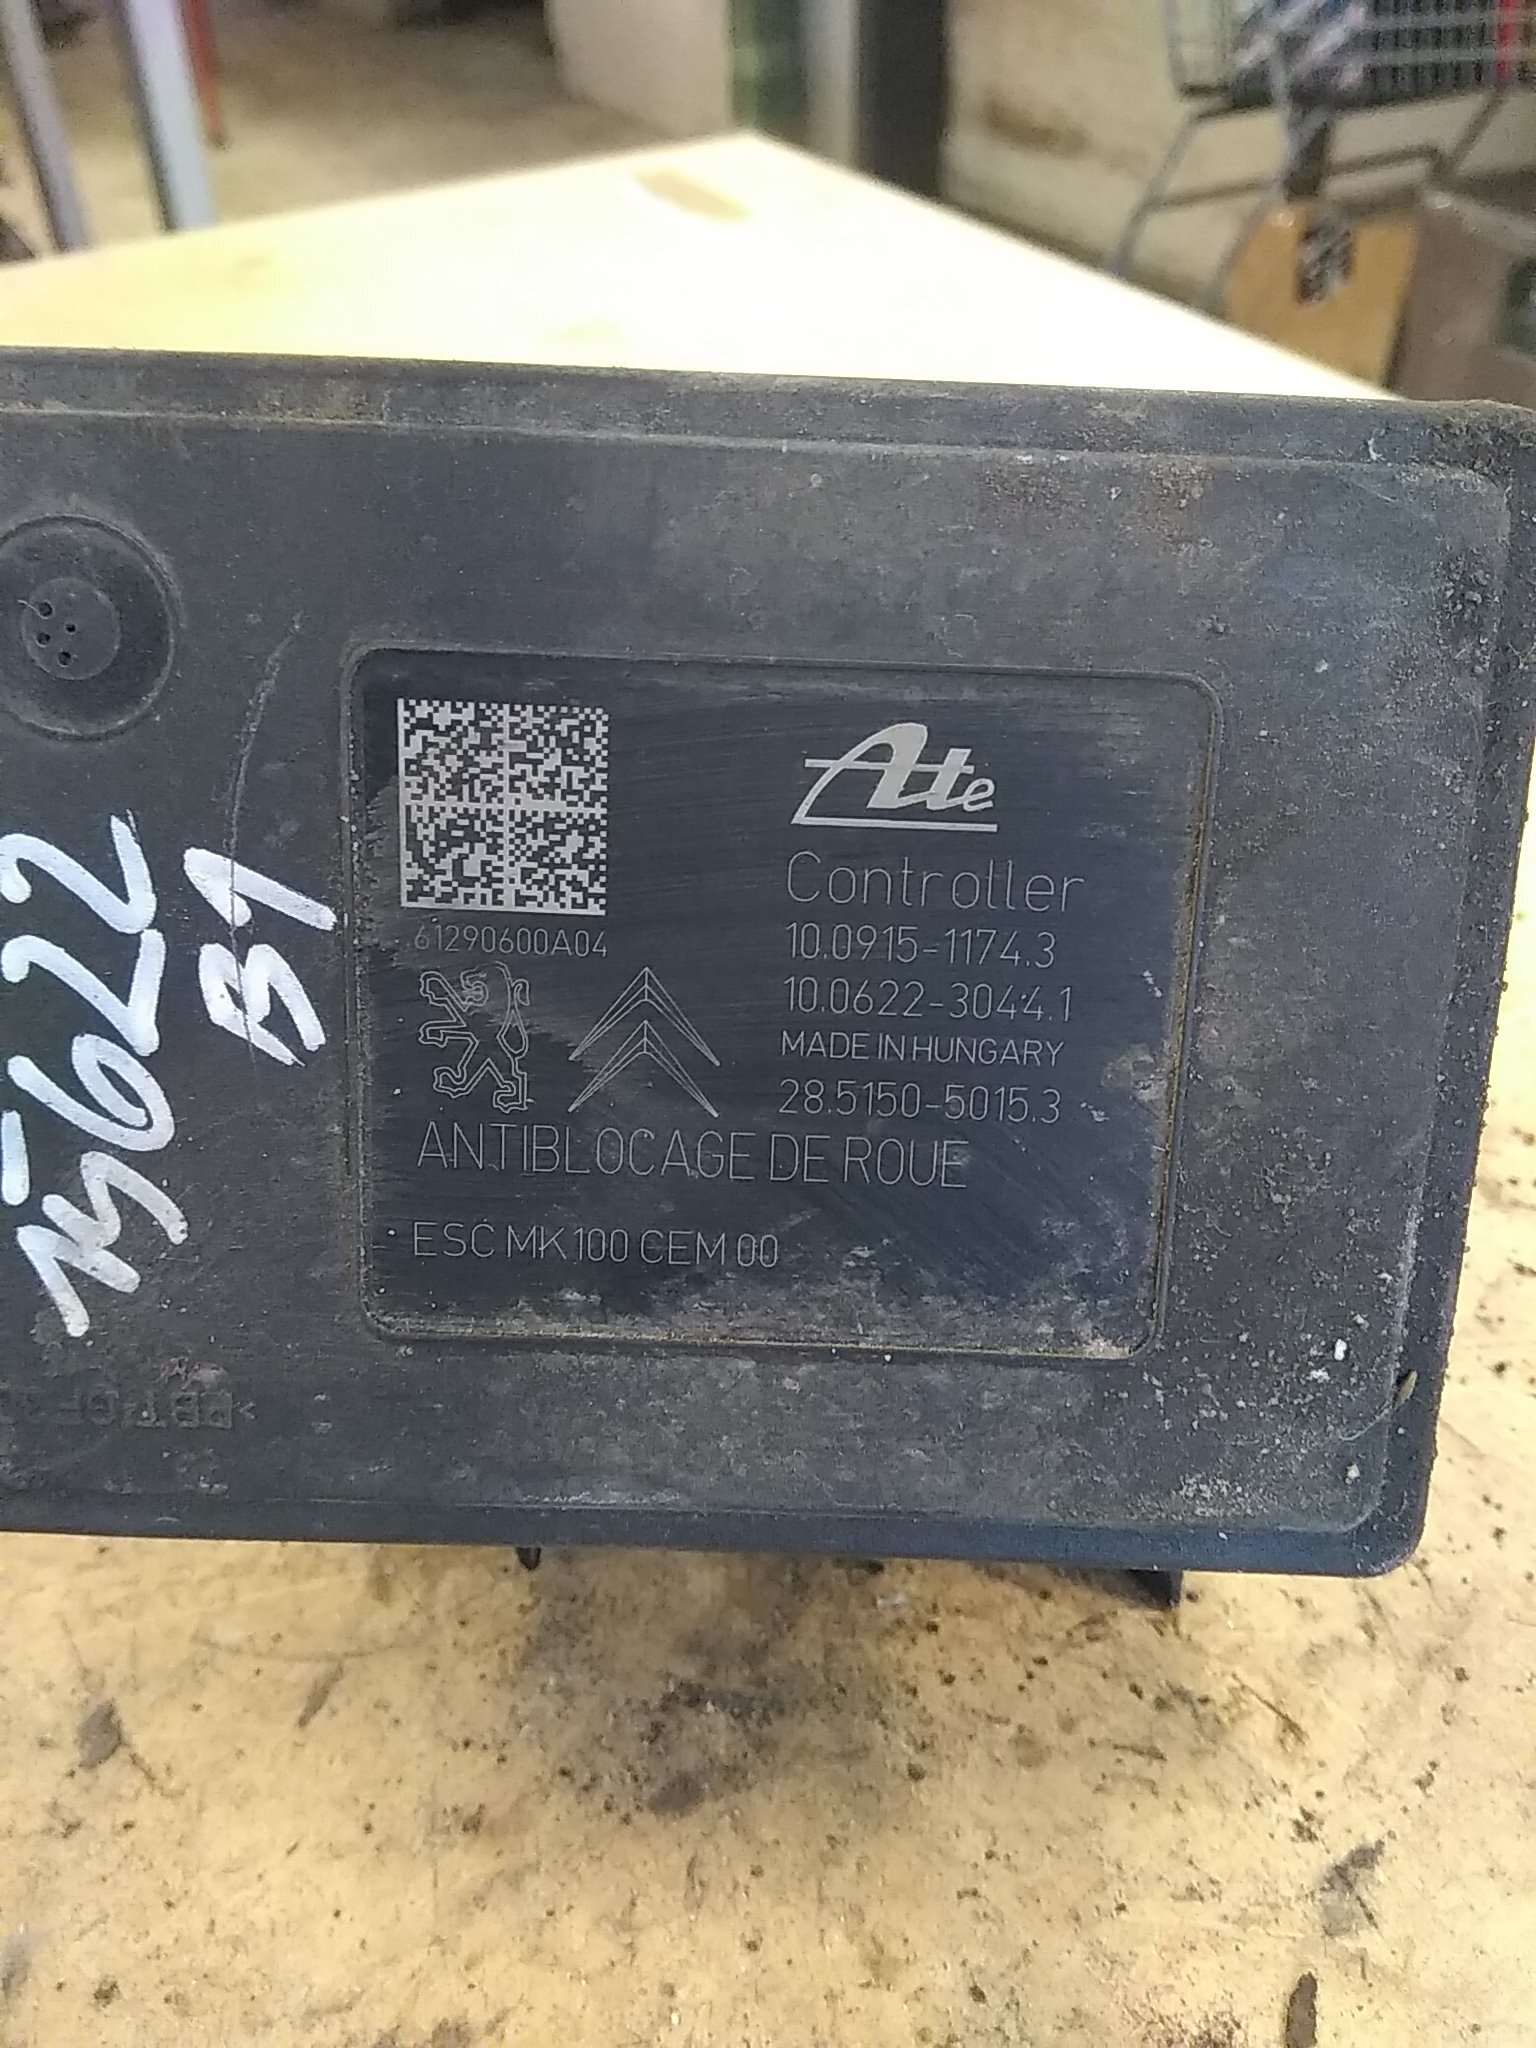 Ate
Controller
10.0915-1174.3
10.0622-3044.1
MADE IN HUNGARY
28.5150-5015.3
61290600A04
ANTIBLOCAGE DE ROUE
ESC MK100 CEM 00
B1